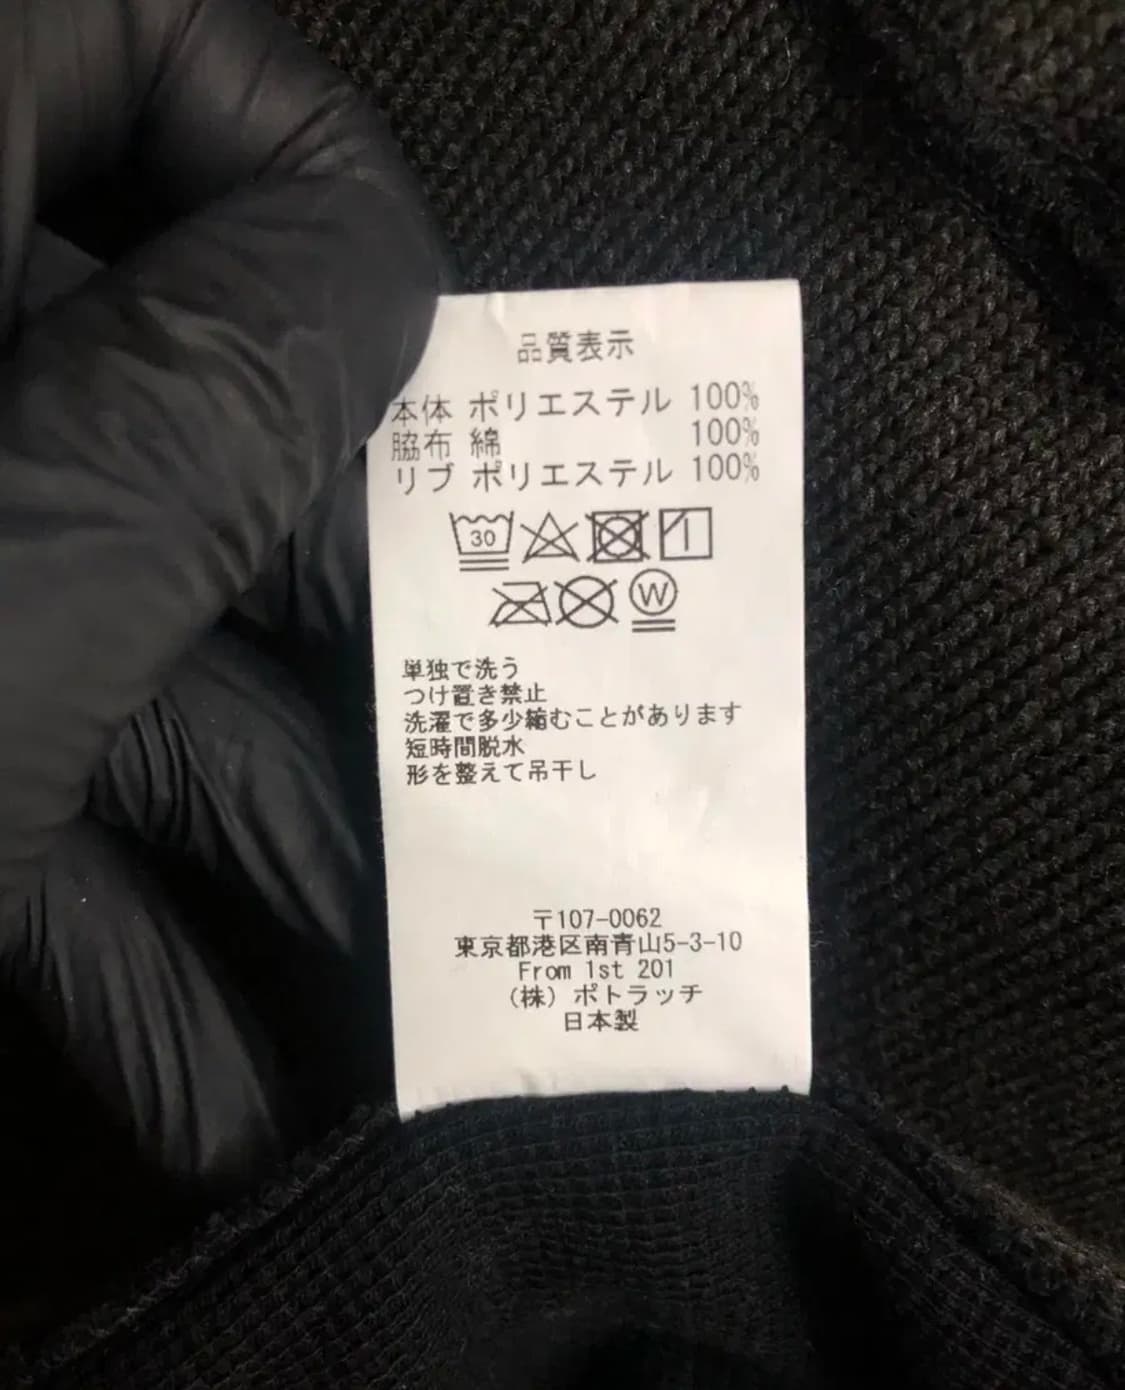 品質表示
本体 ポリエステル 100%
脇布 綿 100%
リブ ポリエステル 100%
30
W
単独で洗う
つけ置き禁止
洗濯で多少縮むことがあります
短時間脱水
形を整えて吊干し
〒107-0062
東京都港区南青山5-3-10
From 1st 201
(株) ポトラッチ
日本製